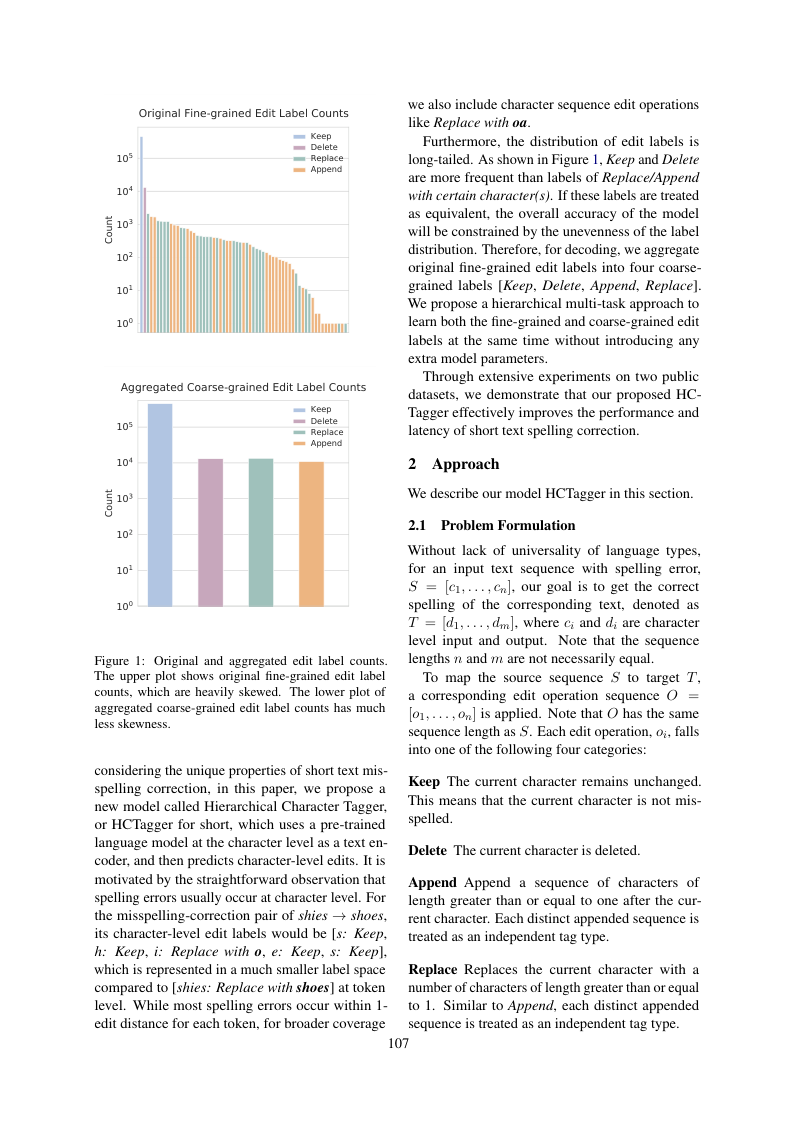 Original Fine-grained Edit Label Counts
Keep
Delete
Replace
Append
10^5
10^4
10^3
10^2
10^1
10^0
Count
Aggregated Coarse-grained Edit Label Counts
Keep
Delete
Replace
Append
10^5
10^4
10^3
10^2
10^1
10^0
Count
Figure 1: Original and aggregated edit label counts.
The upper plot shows original fine-grained edit label
counts, which are heavily skewed. The lower plot of
aggregated coarse-grained edit label counts has much
less skewness.
considering the unique properties of short text mis-
spelling correction, in this paper, we propose a
new model called Hierarchical Character Tagger,
or HCTagger for short, which uses a pre-trained
language model at the character level as a text en-
coder, and then predicts character-level edits. It is
motivated by the straightforward observation that
spelling errors usually occur at character level. For
the misspelling-correction pair of shies → shoes,
its character-level edit labels would be [s: Keep,
h: Keep, i: Replace with o, e: Keep, s: Keep],
which is represented in a much smaller label space
compared to [shies: Replace with shoes] at token
level. While most spelling errors occur within 1-
edit distance for each token, for broader coverage
we also include character sequence edit operations
like Replace with oa.
Furthermore, the distribution of edit labels is
long-tailed. As shown in Figure 1, Keep and Delete
are more frequent than labels of Replace/Append
with certain character(s). If these labels are treated
as equivalent, the overall accuracy of the model
will be constrained by the unevenness of the label
distribution. Therefore, for decoding, we aggregate
original fine-grained edit labels into four coarse-
grained labels [Keep, Delete, Append, Replace].
We propose a hierarchical multi-task approach to
learn both the fine-grained and coarse-grained edit
labels at the same time without introducing any
extra model parameters.
Through extensive experiments on two public
datasets, we demonstrate that our proposed HC-
Tagger effectively improves the performance and
latency of short text spelling correction.
2 Approach
We describe our model HCTagger in this section.
2.1 Problem Formulation
Without lack of universality of language types,
for an input text sequence with spelling error,
S = [c₁, . . . , cₙ], our goal is to get the correct
spelling of the corresponding text, denoted as
T = [d₁, . . . , dₘ], where cᵢ and dᵢ are character
level input and output. Note that the sequence
lengths n and m are not necessarily equal.
To map the source sequence S to target T,
a corresponding edit operation sequence O =
[o₁, . . . , oₙ] is applied. Note that O has the same
sequence length as S. Each edit operation, oᵢ, falls
into one of the following four categories:
Keep The current character remains unchanged.
This means that the current character is not mis-
spelled.
Delete The current character is deleted.
Append Append a sequence of characters of
length greater than or equal to one after the cur-
rent character. Each distinct appended sequence is
treated as an independent tag type.
Replace Replaces the current character with a
number of characters of length greater than or equal
to 1. Similar to Append, each distinct appended
sequence is treated as an independent tag type.
107